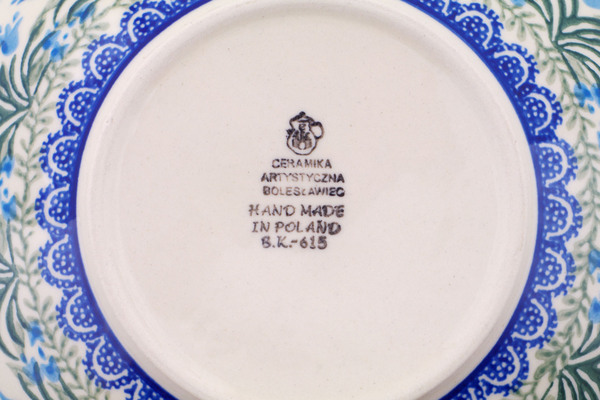 CERAMIKA
ARTYSTYCZNA
BOLESŁAWIEC
HAND MADE
IN POLAND
B.K.-615